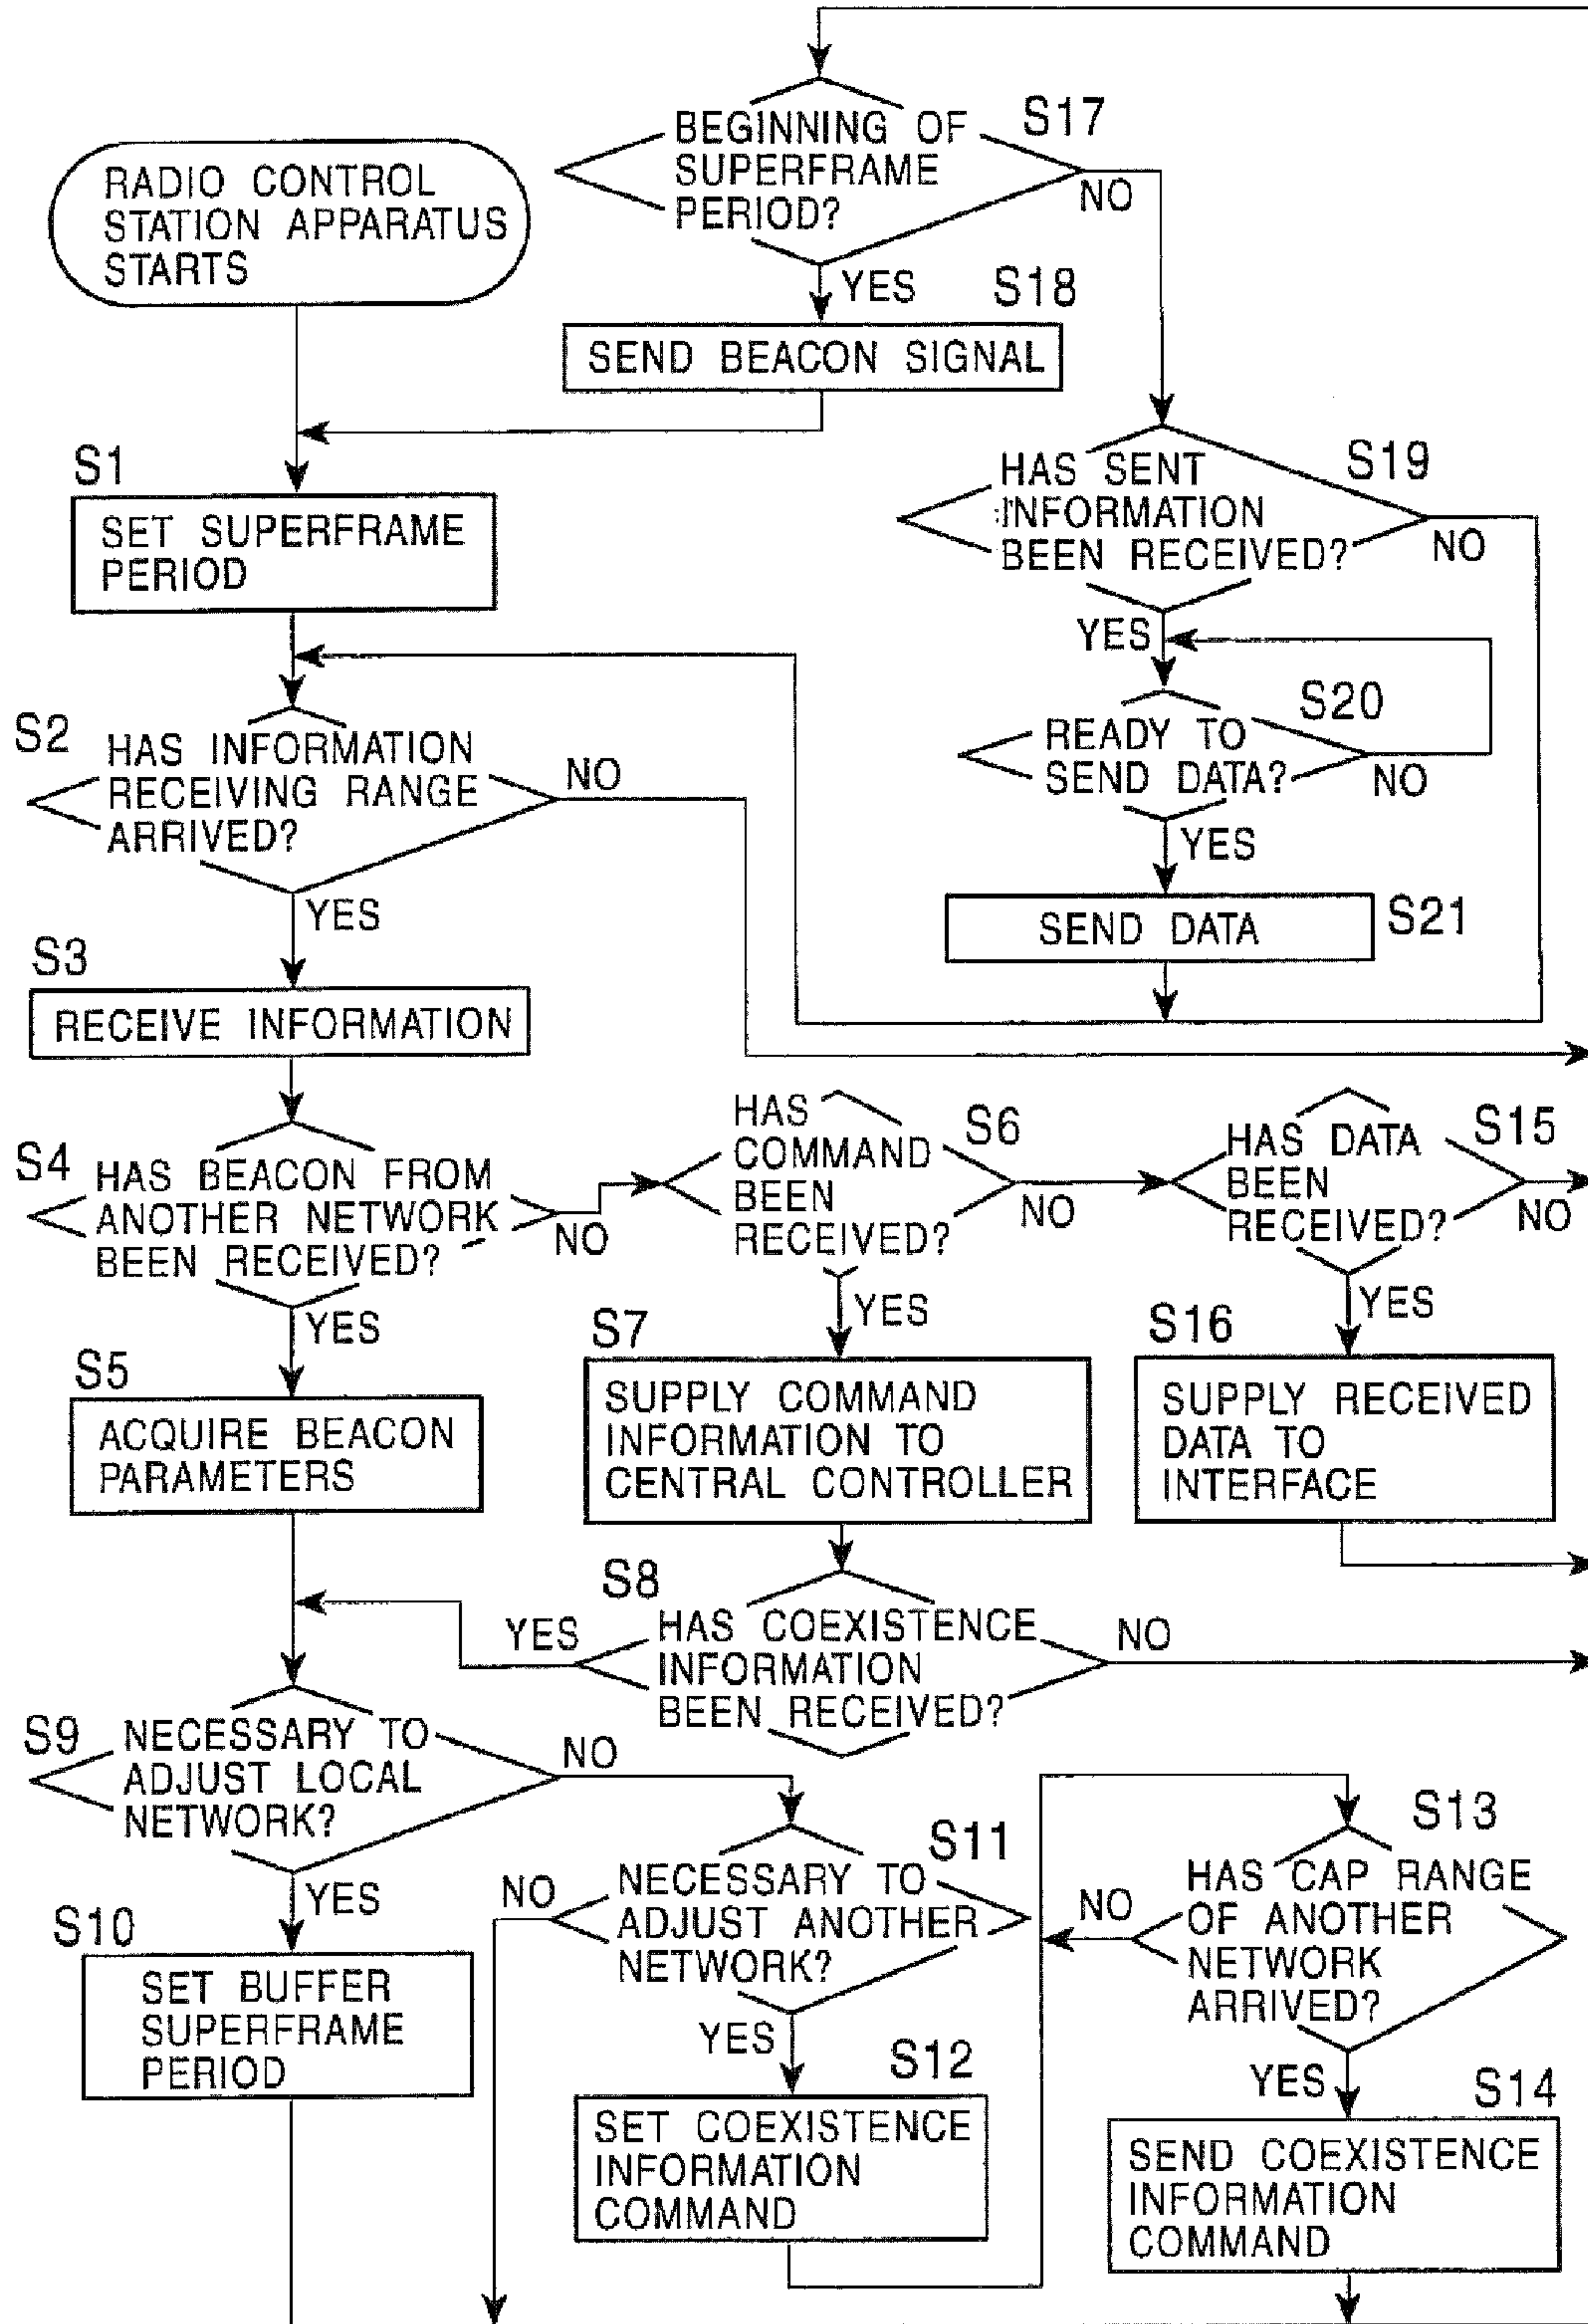 RADIO CONTROL
STATION APPARATUS
STARTS
BEGINNING OF
SUPERFRAME
PERIOD?
S17
NO
YES
S18
SEND BEACON SIGNAL
S1
SET SUPERFRAME
PERIOD
HAS SENT
INFORMATION
BEEN RECEIVED?
S19
NO
YES
S2
HAS INFORMATION
RECEIVING RANGE
ARRIVED?
NO
YES
READY TO
SEND DATA?
S20
NO
YES
SEND DATA
S21
S3
RECEIVE INFORMATION
S4
HAS BEACON FROM
ANOTHER NETWORK
BEEN RECEIVED?
NO
YES
HAS
COMMAND
BEEN
RECEIVED?
S6
NO
YES
HAS DATA
BEEN
RECEIVED?
S15
NO
YES
S5
ACQUIRE BEACON
PARAMETERS
S7
SUPPLY COMMAND
INFORMATION TO
CENTRAL CONTROLLER
S16
SUPPLY RECEIVED
DATA TO
INTERFACE
S8
HAS COEXISTENCE
INFORMATION
BEEN RECEIVED?
YES
NO
S9
NECESSARY TO
ADJUST LOCAL
NETWORK?
NO
YES
S10
SET BUFFER
SUPERFRAME
PERIOD
S11
NECESSARY TO
ADJUST ANOTHER
NETWORK?
NO
YES
S12
SET COEXISTENCE
INFORMATION
COMMAND
S13
HAS CAP RANGE
OF ANOTHER
NETWORK
ARRIVED?
NO
YES
S14
SEND COEXISTENCE
INFORMATION
COMMAND